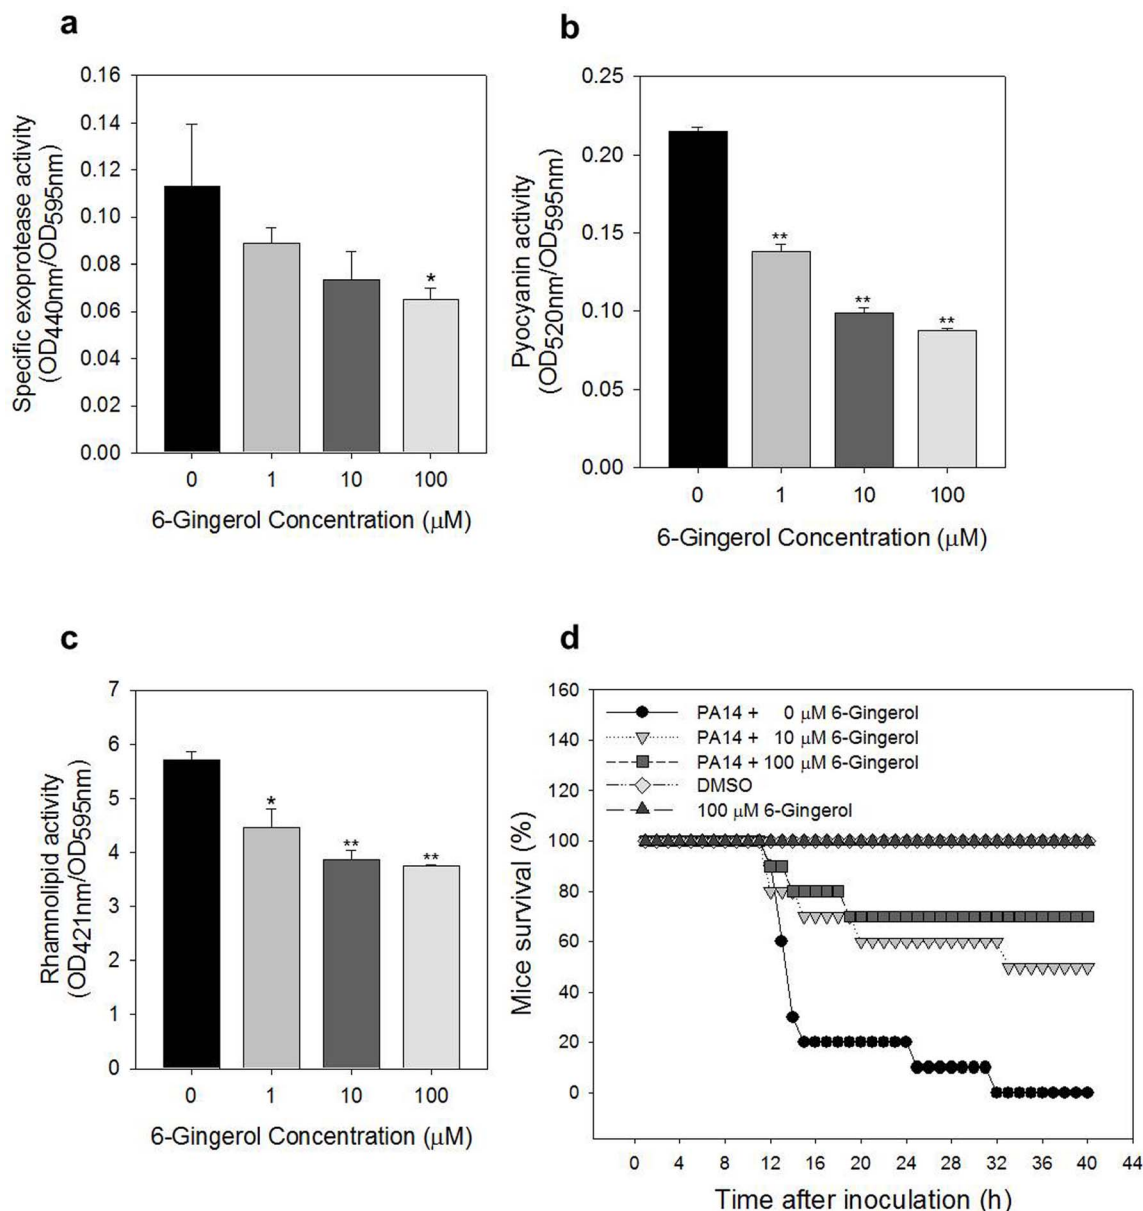 a
0.16
0.14
0.12
0.10
0.08
0.06
0.04
0.02
0.00
Specific exoprotease activity
(OD440nm/OD595nm)
*
0 1 10 100
6-Gingerol Concentration (μM)
b
0.25
0.20
0.15
0.10
0.05
0.00
Pyocyanin activity
(OD520nm/OD595nm)
**
**
**
0 1 10 100
6-Gingerol Concentration (μM)
c
7
6
5
4
3
2
1
0
Rhamnolipid activity
(OD421nm/OD595nm)
*
**
**
0 1 10 100
6-Gingerol Concentration (μM)
d
160
140
120
100
80
60
40
20
0
Mice survival (%)
PA14 + 0 μM 6-Gingerol
PA14 + 10 μM 6-Gingerol
PA14 + 100 μM 6-Gingerol
DMSO
100 μM 6-Gingerol
0 4 8 12 16 20 24 28 32 36 40 44
Time after inoculation (h)